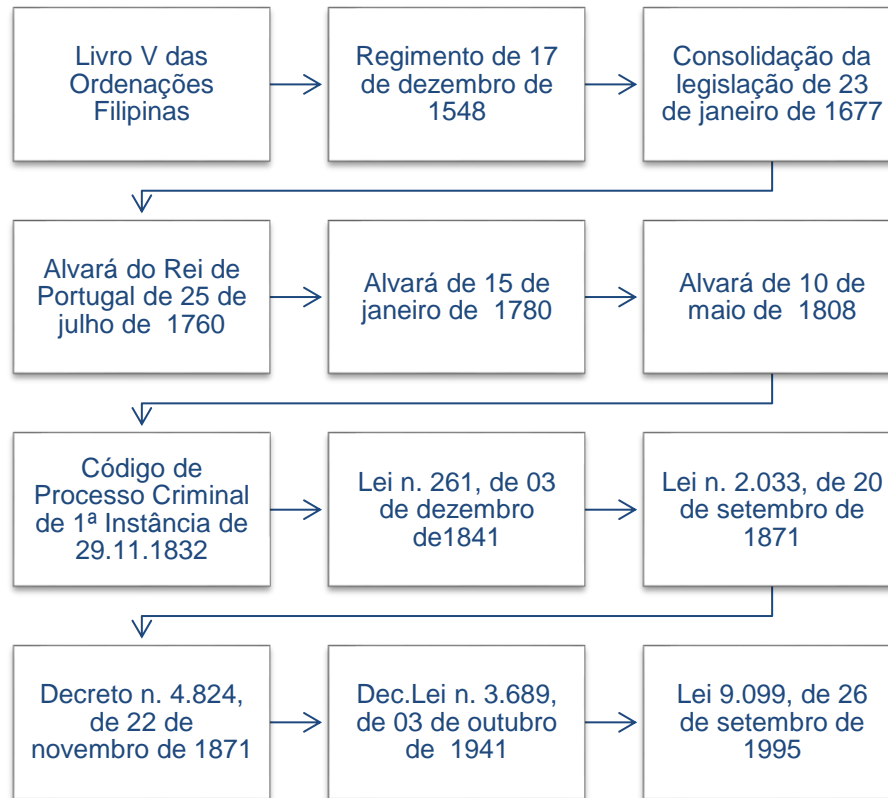 Livro V das
Ordenações
Filipinas
Regimento de 17
de dezembro de
1548
Consolidação da
legislação de 23
de janeiro de 1677
Alvará do Rei de
Portugal de 25 de
julho de 1760
Alvará de 15 de
janeiro de 1780
Alvará de 10 de
maio de 1808
Código de
Processo Criminal
de 1ª Instância de
29.11.1832
Lei n. 261, de 03
de dezembro
de1841
Lei n. 2.033, de 20
de setembro de
1871
Decreto n. 4.824,
de 22 de
novembro de 1871
Dec.Lei n. 3.689,
de 03 de outubro
de 1941
Lei 9.099, de 26
de setembro de
1995